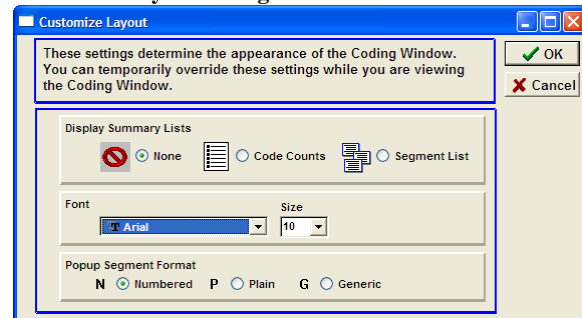 Customize Layout
These settings determine the appearance of the Coding Window.
You can temporarily override these settings while you are viewing
the Coding Window.
OK
Cancel
Display Summary Lists
None Code Counts Segment List
Font Size
T Arial 10
Popup Segment Format
N Numbered P Plain G Generic